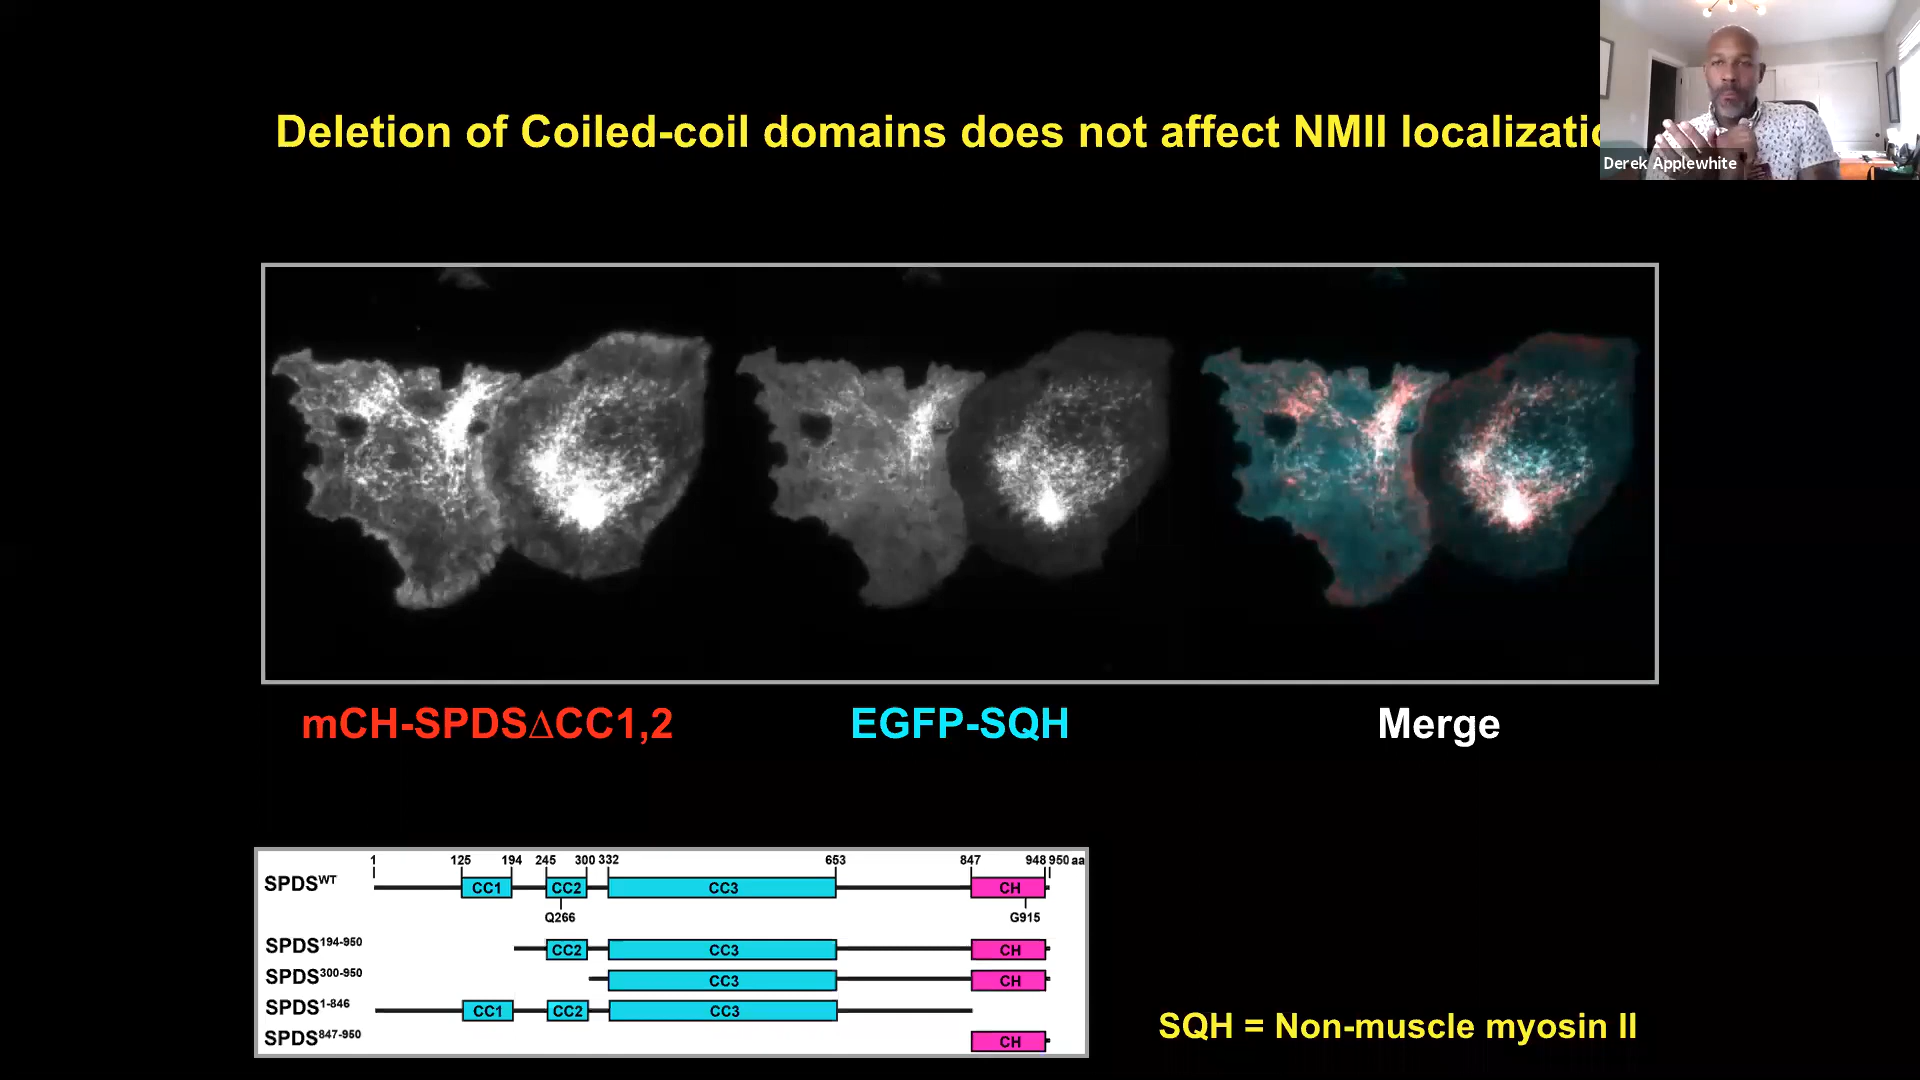 Deletion of Coiled-coil domains does not affect NMII localizatio
Derek Applewhite
mCH-SPDSΔCC1,2 EGFP-SQH Merge
1 125 194 245 300 332 653 847 948 950 aa
SPDSWT CC1 CC2 CC3 CH
Q266 G915
SPDS194-950 CC2 CC3 CH
SPDS300-950 CC3 CH
SPDS1-846 CC1 CC2 CC3
SPDS847-950 CH
SQH = Non-muscle myosin II